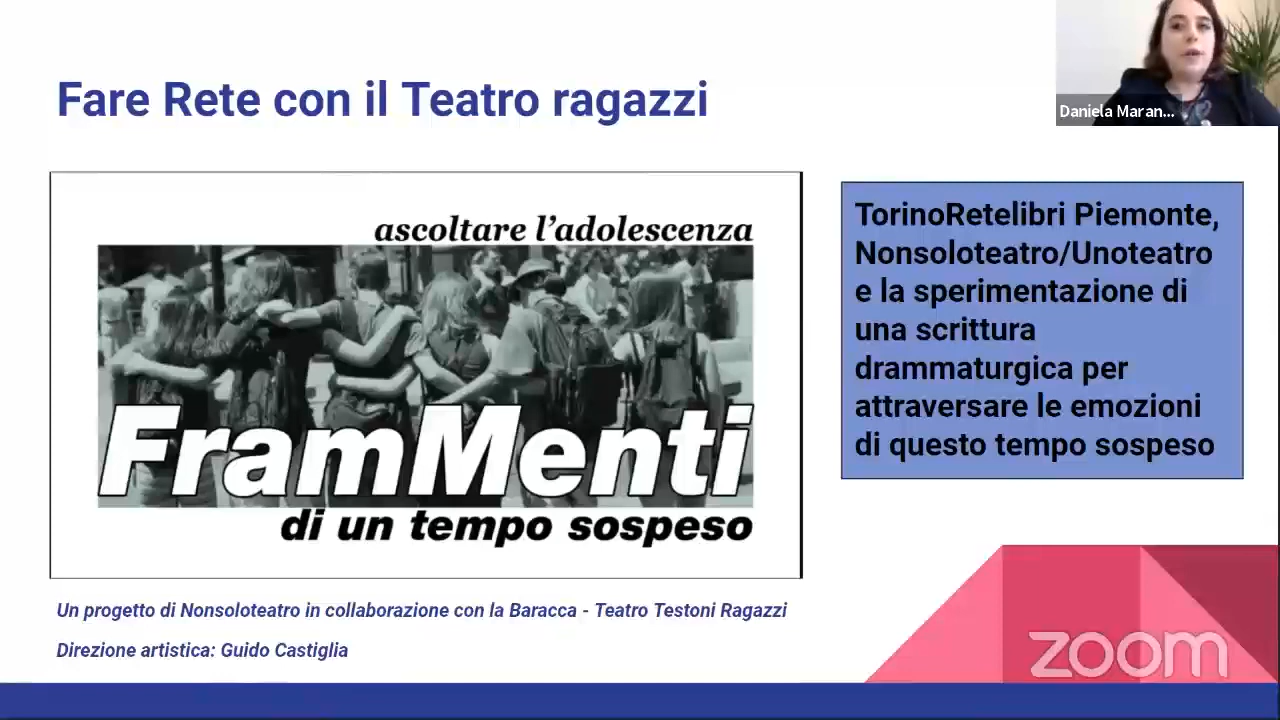 Fare Rete con il Teatro ragazzi
Daniela Maran...
ascoltare l'adolescenza
FramMenti
di un tempo sospeso
TorinoRetelibri Piemonte,
Nonsoloteatro/Unoteatro
e la sperimentazione di
una scrittura
drammaturgica per
attraversare le emozioni
di questo tempo sospeso
Un progetto di Nonsoloteatro in collaborazione con la Baracca - Teatro Testoni Ragazzi
Direzione artistica: Guido Castiglia
zoom